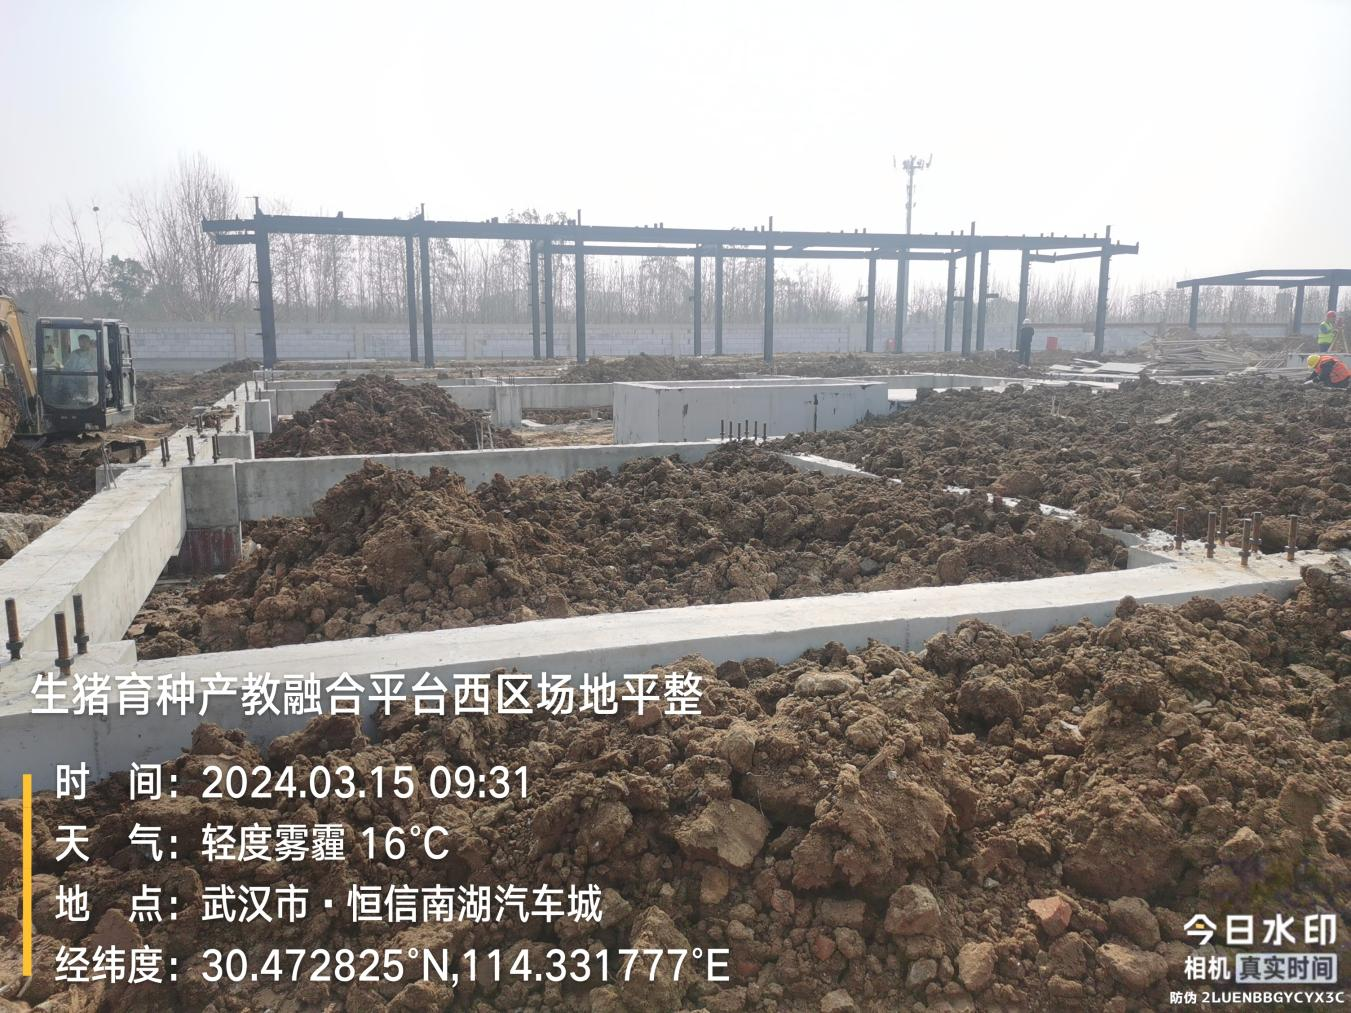 生猪育种产教融合平台西区场地平整
时　间：2024.03.15 09:31
天　气：轻度雾霾 16℃
地　点：武汉市·恒信南湖汽车城
经纬度：30.472825°N,114.331777°E
今日水印
相机 真实时间
防伪 2LUENBBGYCYX3C